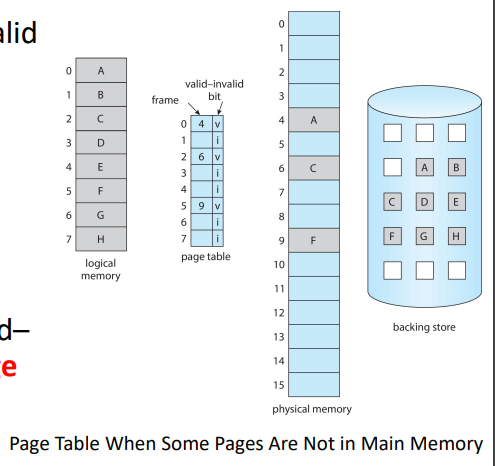 alid
0 A
1 B
2 C
3 D
4 E
5 F
6 G
7 H
logical
memory
valid–invalid
bit
frame
0 4 v
1 i
2 6 v
3 i
4 i
5 9 v
6 i
7 i
page table
0
1
2
3
4 A
5
6 C
7
8
9 F
10
11
12
13
14
15
physical memory
A B
C D E
F G H
backing store
d–
e
Page Table When Some Pages Are Not in Main Memory